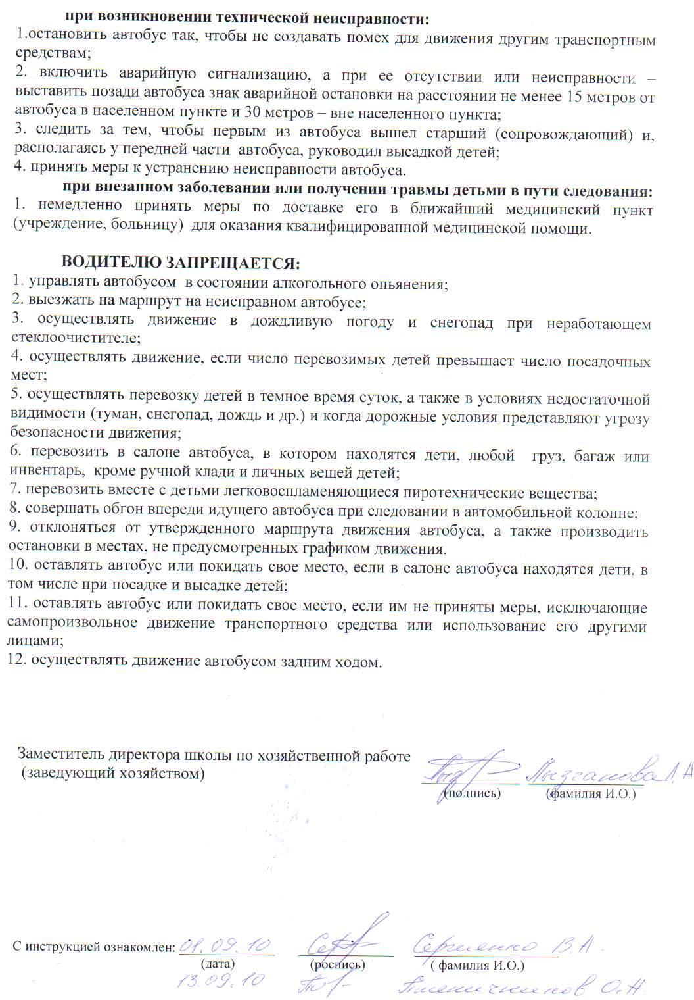 при возникновении технической неисправности:
1.остановить автобус так, чтобы не создавать помех для движения другим транспортным
средствам;
2. включить аварийную сигнализацию, а при ее отсутствии или неисправности –
выставить позади автобуса знак аварийной остановки на расстоянии не менее 15 метров от
автобуса в населенном пункте и 30 метров – вне населенного пункта;
3. следить за тем, чтобы первым из автобуса вышел старший (сопровождающий) и,
располагаясь у передней части автобуса, руководил высадкой детей;
4. принять меры к устранению неисправности автобуса.
при внезапном заболевании или получении травмы детьми в пути следования:
1. немедленно принять меры по доставке его в ближайший медицинский пункт
(учреждение, больницу) для оказания квалифицированной медицинской помощи.
ВОДИТЕЛЮ ЗАПРЕЩАЕТСЯ:
1. управлять автобусом в состоянии алкогольного опьянения;
2. выезжать на маршрут на неисправном автобусе;
3. осуществлять движение в дождливую погоду и снегопад при неработающем
стеклоочистителе;
4. осуществлять движение, если число перевозимых детей превышает число посадочных
мест;
5. осуществлять перевозку детей в темное время суток, а также в условиях недостаточной
видимости (туман, снегопад, дождь и др.) и когда дорожные условия представляют угрозу
безопасности движения;
6. перевозить в салоне автобуса, в котором находятся дети, любой груз, багаж или
инвентарь, кроме ручной клади и личных вещей детей;
7. перевозить вместе с детьми легковоспламеняющиеся пиротехнические вещества;
8. совершать обгон впереди идущего автобуса при следовании в автомобильной колонне;
9. отклоняться от утвержденного маршрута движения автобуса, а также производить
остановки в местах, не предусмотренных графиком движения.
10. оставлять автобус или покидать свое место, если в салоне автобуса находятся дети, в
том числе при посадке и высадке детей;
11. оставлять автобус или покидать свое место, если им не приняты меры, исключающие
самопроизвольное движение транспортного средства или использование его другими
лицами;
12. осуществлять движение автобусом задним ходом.
Заместитель директора школы по хозяйственной работе
(заведующий хозяйством) Лызганова Л.А
(подпись) (фамилия И.О.)
С инструкцией ознакомлен: 01.09.10 Сергиенко В.А.
(дата) (роспись) ( фамилия И.О.)
13.09.10 Пшеничников О.Н.